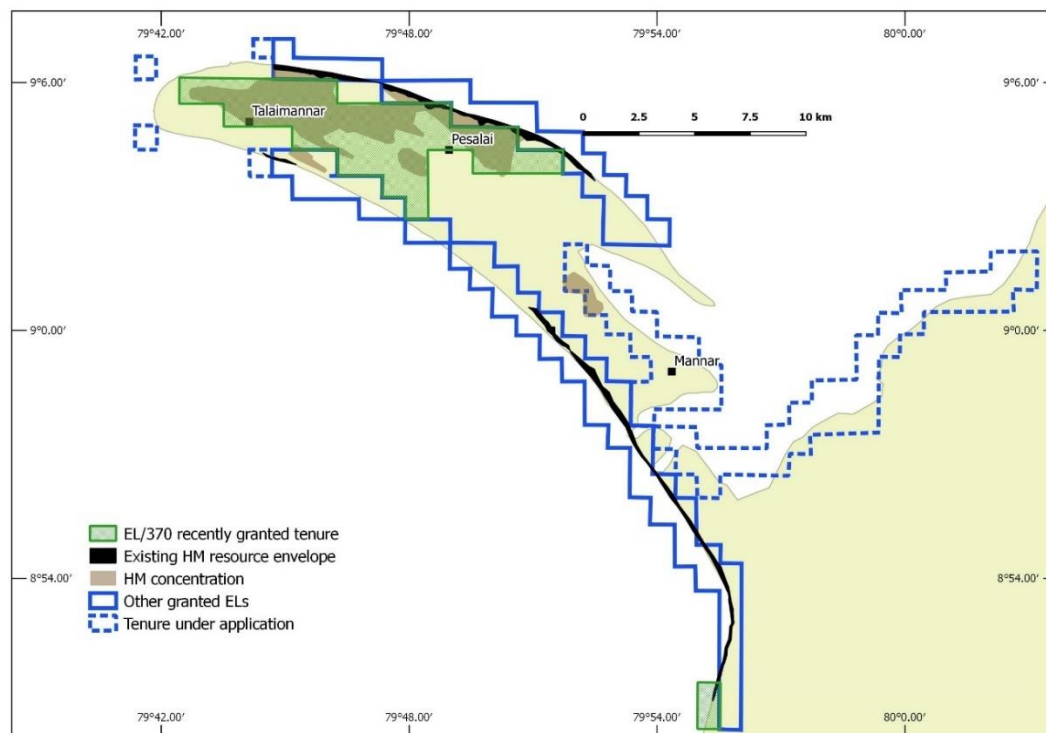 79°42.00′ 79°48.00′ 79°54.00′ 80°0.00′
9°6.00′ 9°6.00′
Talaimannar
0 2.5 5 7.5 10 km
Pesalai
9°0.00′ 9°0.00′
Mannar
EL/370 recently granted tenure
Existing HM resource envelope
HM concentration
Other granted ELs
Tenure under application
8°54.00′ 8°54.00′
79°42.00′ 79°48.00′ 79°54.00′ 80°0.00′